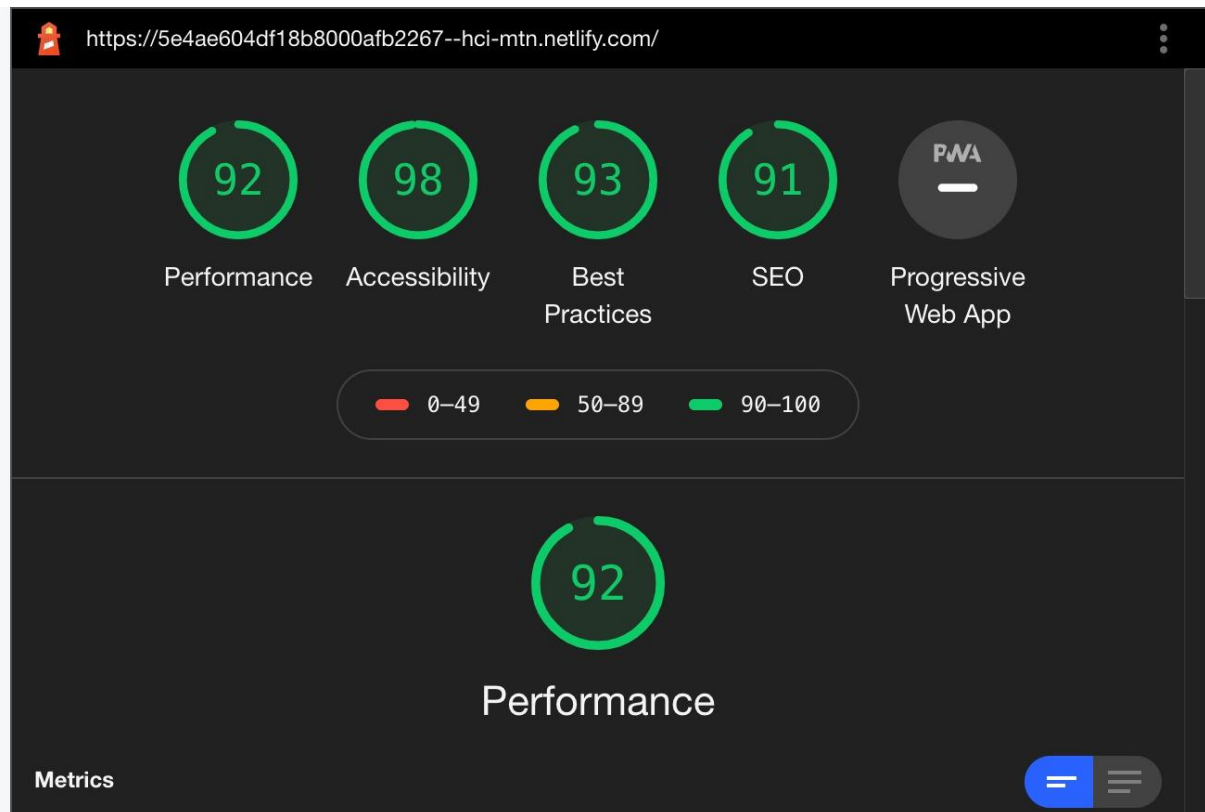 https://5e4ae604df18b8000afb2267--hci-mtn.netlify.com/
92
98
93
91
PWA
Performance
Accessibility
Best
Practices
SEO
Progressive
Web App
0–49
50–89
90–100
92
Performance
Metrics